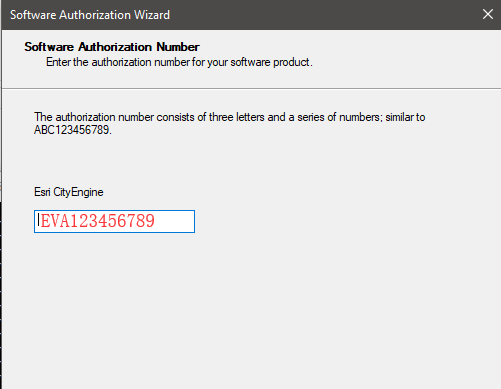 Software Authorization Wizard
Software Authorization Number
Enter the authorization number for your software product.
The authorization number consists of three letters and a series of numbers; similar to
ABC123456789.
Esri CityEngine
EVA123456789